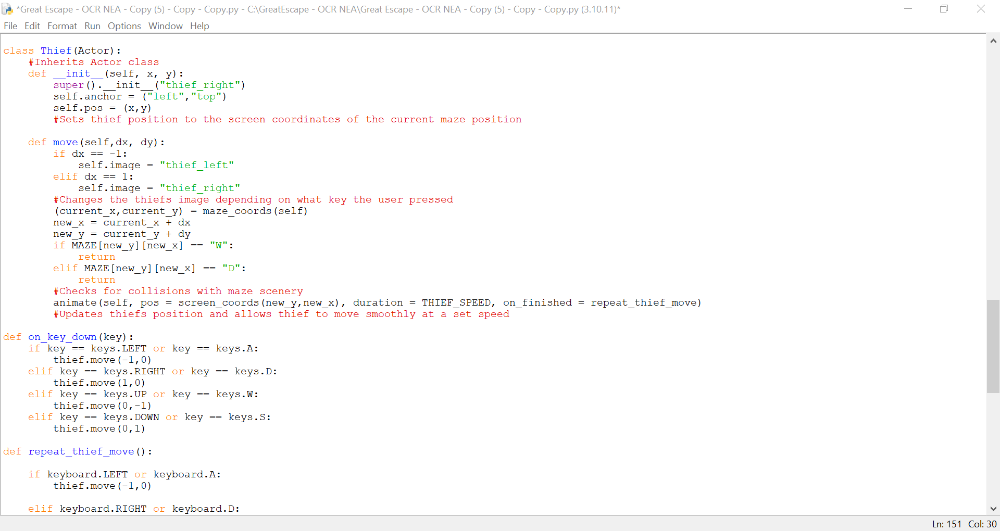 *Great Escape - OCR NEA - Copy (5) - Copy - Copy.py - C:\GreatEscape - OCR NEA\Great Escape - OCR NEA - Copy (5) - Copy - Copy.py (3.10.11)*
File Edit Format Run Options Window Help
class Thief(Actor):
    #Inherits Actor class
    def __init__(self, x, y):
        super().__init__("thief_right")
        self.anchor = ("left","top")
        self.pos = (x,y)
        #Sets thief position to the screen coordinates of the current maze position
    def move(self,dx, dy):
        if dx == -1:
            self.image = "thief_left"
        elif dx == 1:
            self.image = "thief_right"
        #Changes the thiefs image depending on what key the user pressed
        (current_x,current_y) = maze_coords(self)
        new_x = current_x + dx
        new_y = current_y + dy
        if MAZE[new_y][new_x] == "W":
            return
        elif MAZE[new_y][new_x] == "D":
            return
        #Checks for collisions with maze scenery
        animate(self, pos = screen_coords(new_y,new_x), duration = THIEF_SPEED, on_finished = repeat_thief_move)
        #Updates thiefs position and allows thief to move smoothly at a set speed
def on_key_down(key):
    if key == keys.LEFT or key == keys.A:
        thief.move(-1,0)
    elif key == keys.RIGHT or key == keys.D:
        thief.move(1,0)
    elif key == keys.UP or key == keys.W:
        thief.move(0,-1)
    elif key == keys.DOWN or key == keys.S:
        thief.move(0,1)
def repeat_thief_move():
    if keyboard.LEFT or keyboard.A:
        thief.move(-1,0)
    elif keyboard.RIGHT or keyboard.D:
Ln: 151 Col: 30